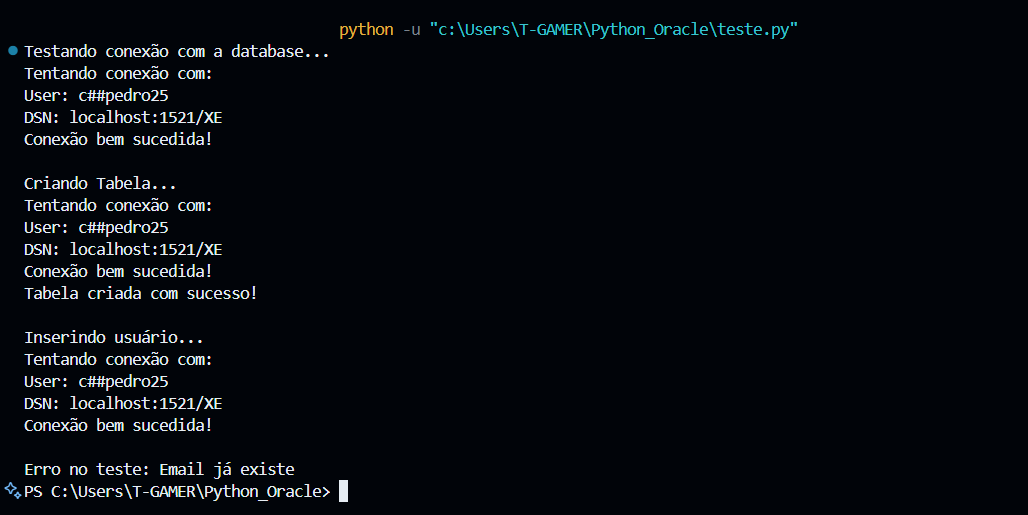 python -u "c:\Users\T-GAMER\Python_Oracle\teste.py"
Testando conexão com a database...
Tentando conexão com:
User: c##pedro25
DSN: localhost:1521/XE
Conexão bem sucedida!
Criando Tabela...
Tentando conexão com:
User: c##pedro25
DSN: localhost:1521/XE
Conexão bem sucedida!
Tabela criada com sucesso!
Inserindo usuário...
Tentando conexão com:
User: c##pedro25
DSN: localhost:1521/XE
Conexão bem sucedida!
Erro no teste: Email já existe
PS C:\Users\T-GAMER\Python_Oracle>